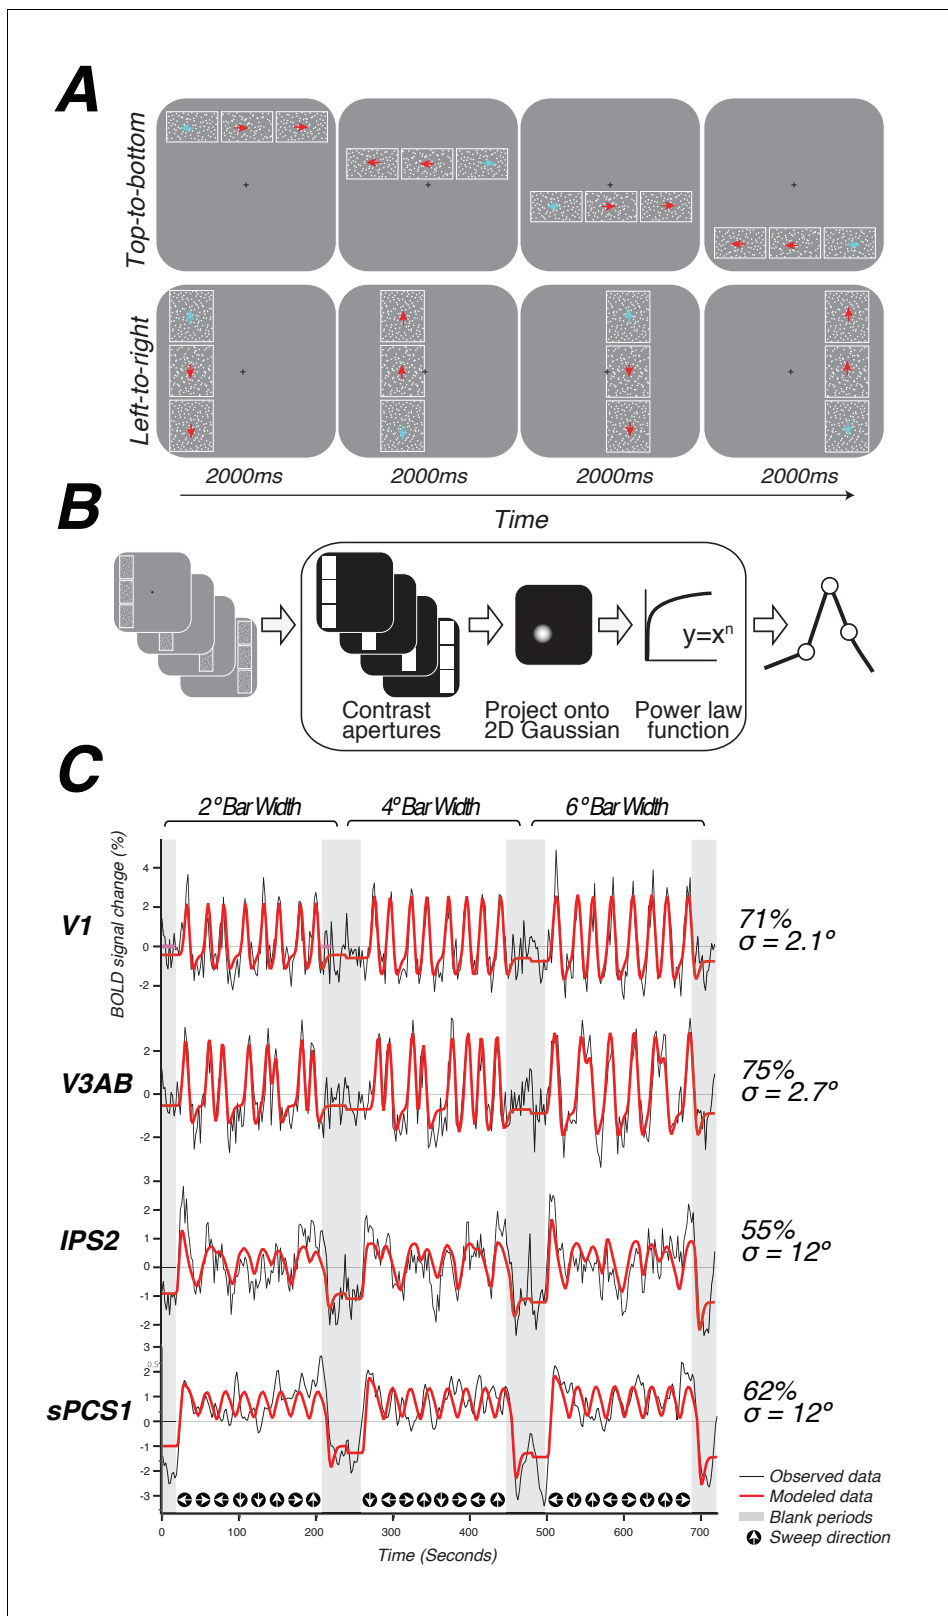 A
Top-to-bottom
Left-to-right
2000ms 2000ms 2000ms 2000ms
Time
B
y=xⁿ
Contrast apertures
Project onto 2D Gaussian
Power law function
C
2° Bar Width 4° Bar Width 6° Bar Width
BOLD signal change (%)
V1
4
2
0
-2
71%
σ = 2.1°
V3AB
2
0
-2
75%
σ = 2.7°
IPS2
3
2
1
0
-1
-2
55%
σ = 12°
sPCS1
3
0.5
2
1
0
-1
-2
-3
62%
σ = 12°
0 100 200 300 400 500 600 700
Time (Seconds)
Observed data
Modeled data
Blank periods
Sweep direction